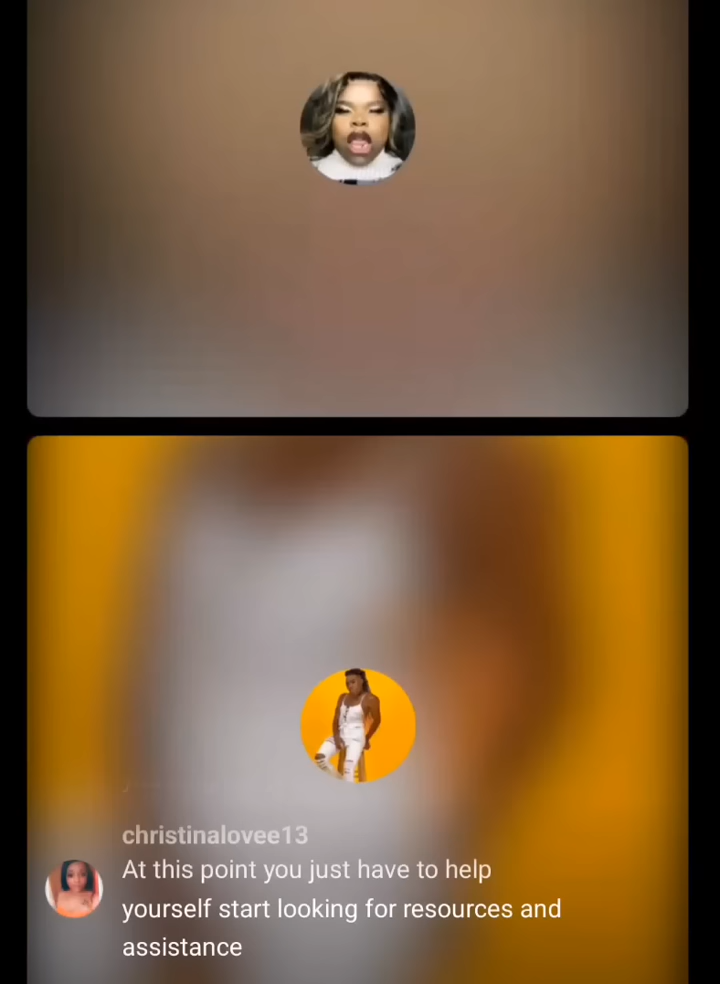 christinalovee13
At this point you just have to help
yourself start looking for resources and
assistance